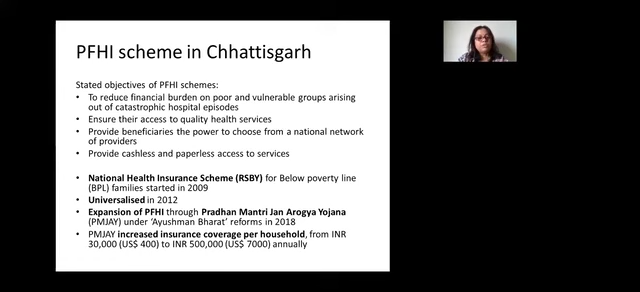 PFHI scheme in Chhattisgarh
Stated objectives of PFHI schemes:
• To reduce financial burden on poor and vulnerable groups arising
out of catastrophic hospital episodes
• Ensure their access to quality health services
• Provide beneficiaries the power to choose from a national network
of providers
• Provide cashless and paperless access to services
• National Health Insurance Scheme (RSBY) for Below poverty line
(BPL) families started in 2009
• Universalised in 2012
• Expansion of PFHI through Pradhan Mantri Jan Arogya Yojana
(PMJAY) under ‘Ayushman Bharat’ reforms in 2018
• PMJAY increased insurance coverage per household, from INR
30,000 (US$ 400) to INR 500,000 (US$ 7000) annually